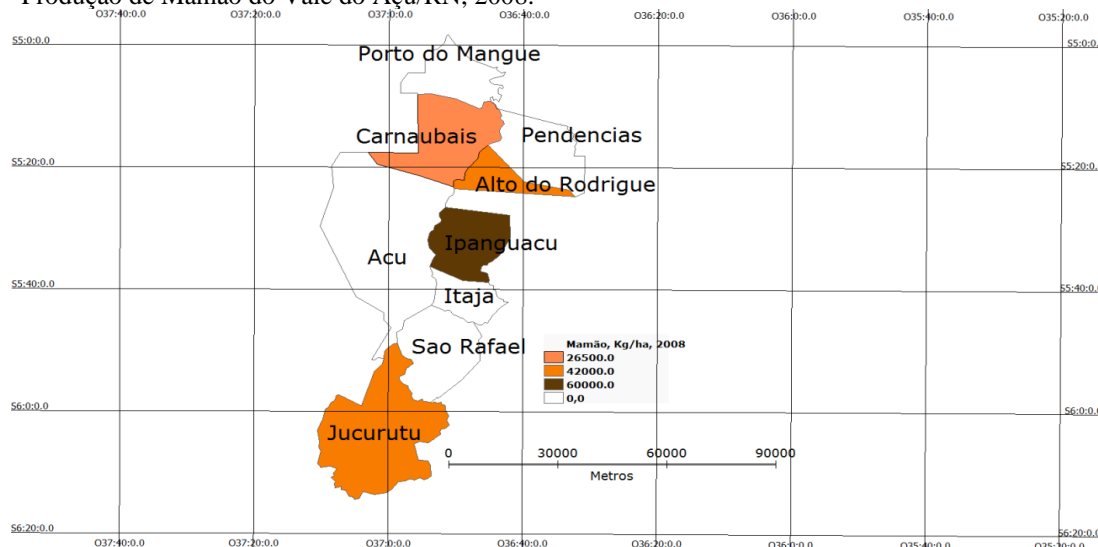 Produção de Mamão do Vale do Açu/RN, 2008.
O37:40:0.0 O37:20:0.0 O37:0:0.0 O36:40:0.0 O36:20:0.0 O36:0:0.0 O35:40:0.0 O35:20:0.0
S5:0:0.0 S5:0:0.0
Porto do Mangue
Carnaubais Pendencias
S5:20:0.0 S5:20:0.0
Alto do Rodrigue
Ipanguacu
Acu
S5:40:0.0 S5:40:0.0
Itaja
Sao Rafael
Mamão, Kg/ha, 2008
26500.0
42000.0
60000.0
0,0
S6:0:0.0 S6:0:0.0
Jucurutu
0 30000 60000 90000
Metros
S6:20:0.0 S6:20:0.0
O37:40:0.0 O37:20:0.0 O37:0:0.0 O36:40:0.0 O36:20:0.0 O36:0:0.0 O35:40:0.0 O35:20:0.0